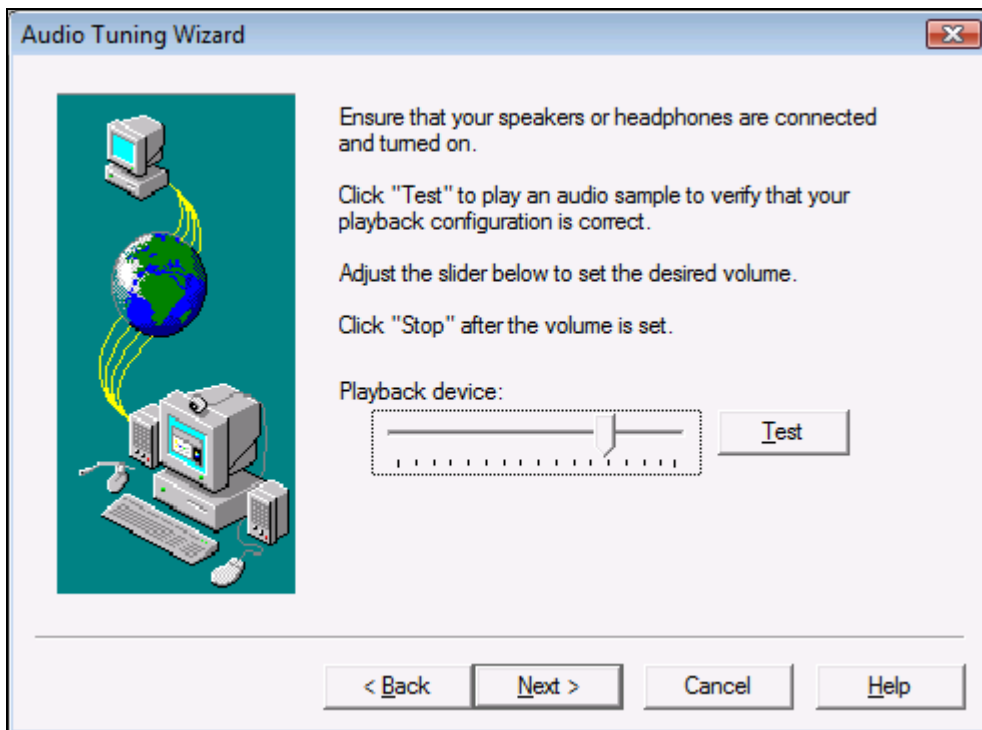 Audio Tuning Wizard
Ensure that your speakers or headphones are connected
and turned on.
Click "Test" to play an audio sample to verify that your
playback configuration is correct.
Adjust the slider below to set the desired volume.
Click "Stop" after the volume is set.
Playback device:
Test
< Back
Next >
Cancel
Help